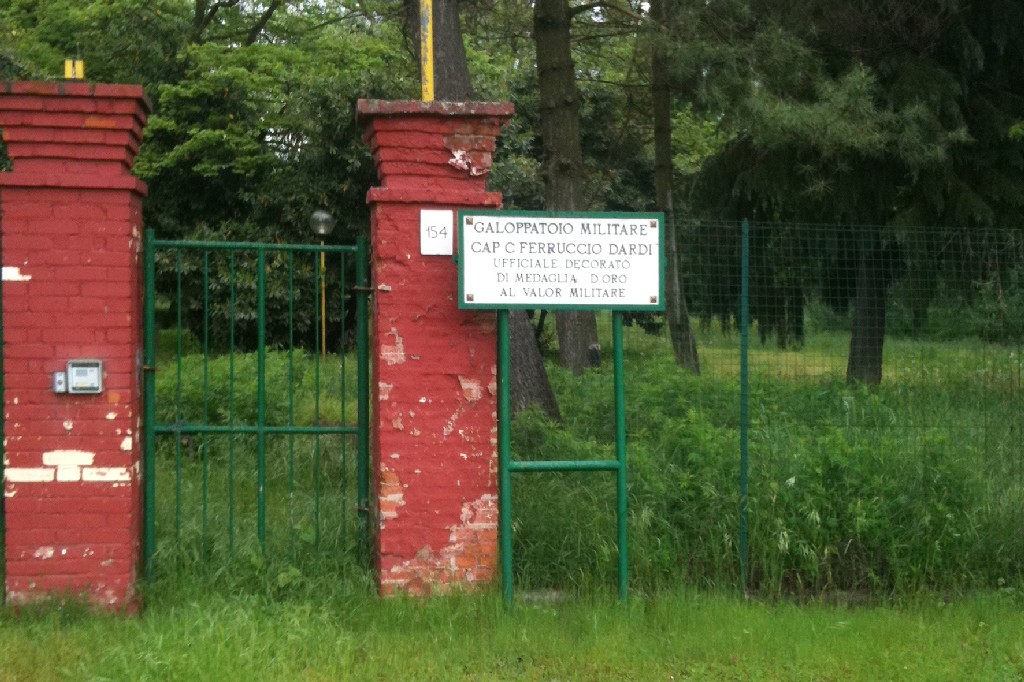 154
GALOPPATOIO MILITARE
CAP C FERRUCCIO DARDI
UFFICIALE DECORATO
DI MEDAGLIA D'ORO
AL VALOR MILITARE